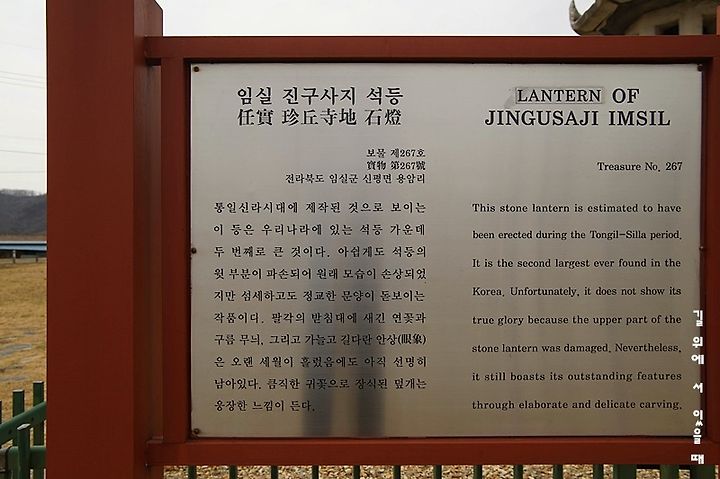 임실 진구사지 석등
任實 珍丘寺地 石燈
보물 제267호
寶物 第267號
전라북도 임실군 신평면 용암리
통일신라시대에 제작된 것으로 보이는
이 등은 우리나라에 있는 석등 가운데
두 번째로 큰 것이다. 아쉽게도 석등의
윗 부분이 파손되어 원래 모습이 손상되었
지만 섬세하고도 정교한 문양이 돋보이는
작품이다. 팔각의 받침대에 새긴 연꽃과
구름 무늬, 그리고 가늘고 길다란 안상(眼象)
은 오랜 세월이 흘렀음에도 아직 선명히
남아있다. 큼직한 귀꽃으로 장식된 덮개는
웅장한 느낌이 든다.
LANTERN OF
JINGUSAJI IMSIL
Treasure No. 267
This stone lantern is estimated to have
been erected during the Tongil-Silla period.
It is the second largest ever found in the
Korea. Unfortunately, it does not show its
true glory because the upper part of the
stone lantern was damaged. Nevertheless,
it still boasts its outstanding features
through elaborate and delicate carving.
길 위에 서 있을 때